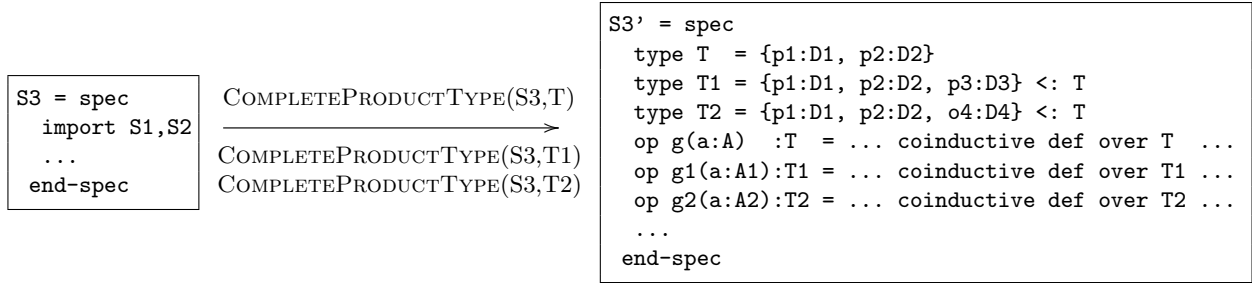 S3 = spec
import S1,S2
...
end-spec
COMPLETEPRODUCTTYPE(S3,T)
COMPLETEPRODUCTTYPE(S3,T1)
COMPLETEPRODUCTTYPE(S3,T2)
S3' = spec
type T  = {p1:D1, p2:D2}
type T1 = {p1:D1, p2:D2, p3:D3} <: T
type T2 = {p1:D1, p2:D2, o4:D4} <: T
op g(a:A)  :T  = ... coinductive def over T  ...
op g1(a:A1):T1 = ... coinductive def over T1 ...
op g2(a:A2):T2 = ... coinductive def over T2 ...
...
end-spec